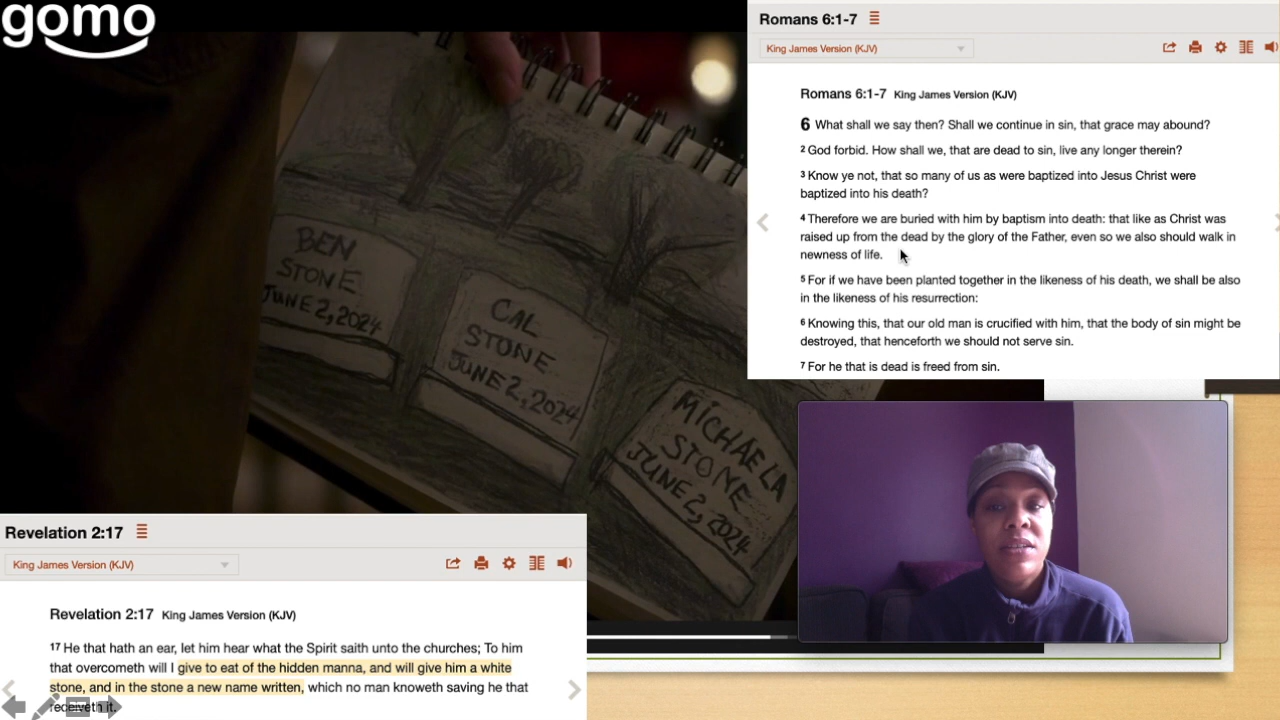 gomo
BEN
STONE
JUNE 2, 2024
CAL
STONE
JUNE 2, 2024
MICHAELA
STONE
JUNE 2, 2024
Romans 6:1-7
King James Version (KJV)
Romans 6:1-7 King James Version (KJV)
6 What shall we say then? Shall we continue in sin, that grace may abound?
2 God forbid. How shall we, that are dead to sin, live any longer therein?
3 Know ye not, that so many of us as were baptized into Jesus Christ were
baptized into his death?
4 Therefore we are buried with him by baptism into death: that like as Christ was
raised up from the dead by the glory of the Father, even so we also should walk in
newness of life.
5 For if we have been planted together in the likeness of his death, we shall be also
in the likeness of his resurrection:
6 Knowing this, that our old man is crucified with him, that the body of sin might be
destroyed, that henceforth we should not serve sin.
7 For he that is dead is freed from sin.
Revelation 2:17
King James Version (KJV)
Revelation 2:17 King James Version (KJV)
17 He that hath an ear, let him hear what the Spirit saith unto the churches; To him
that overcometh will I give to eat of the hidden manna, and will give him a white
stone, and in the stone a new name written, which no man knoweth saving he that
receiveth it.